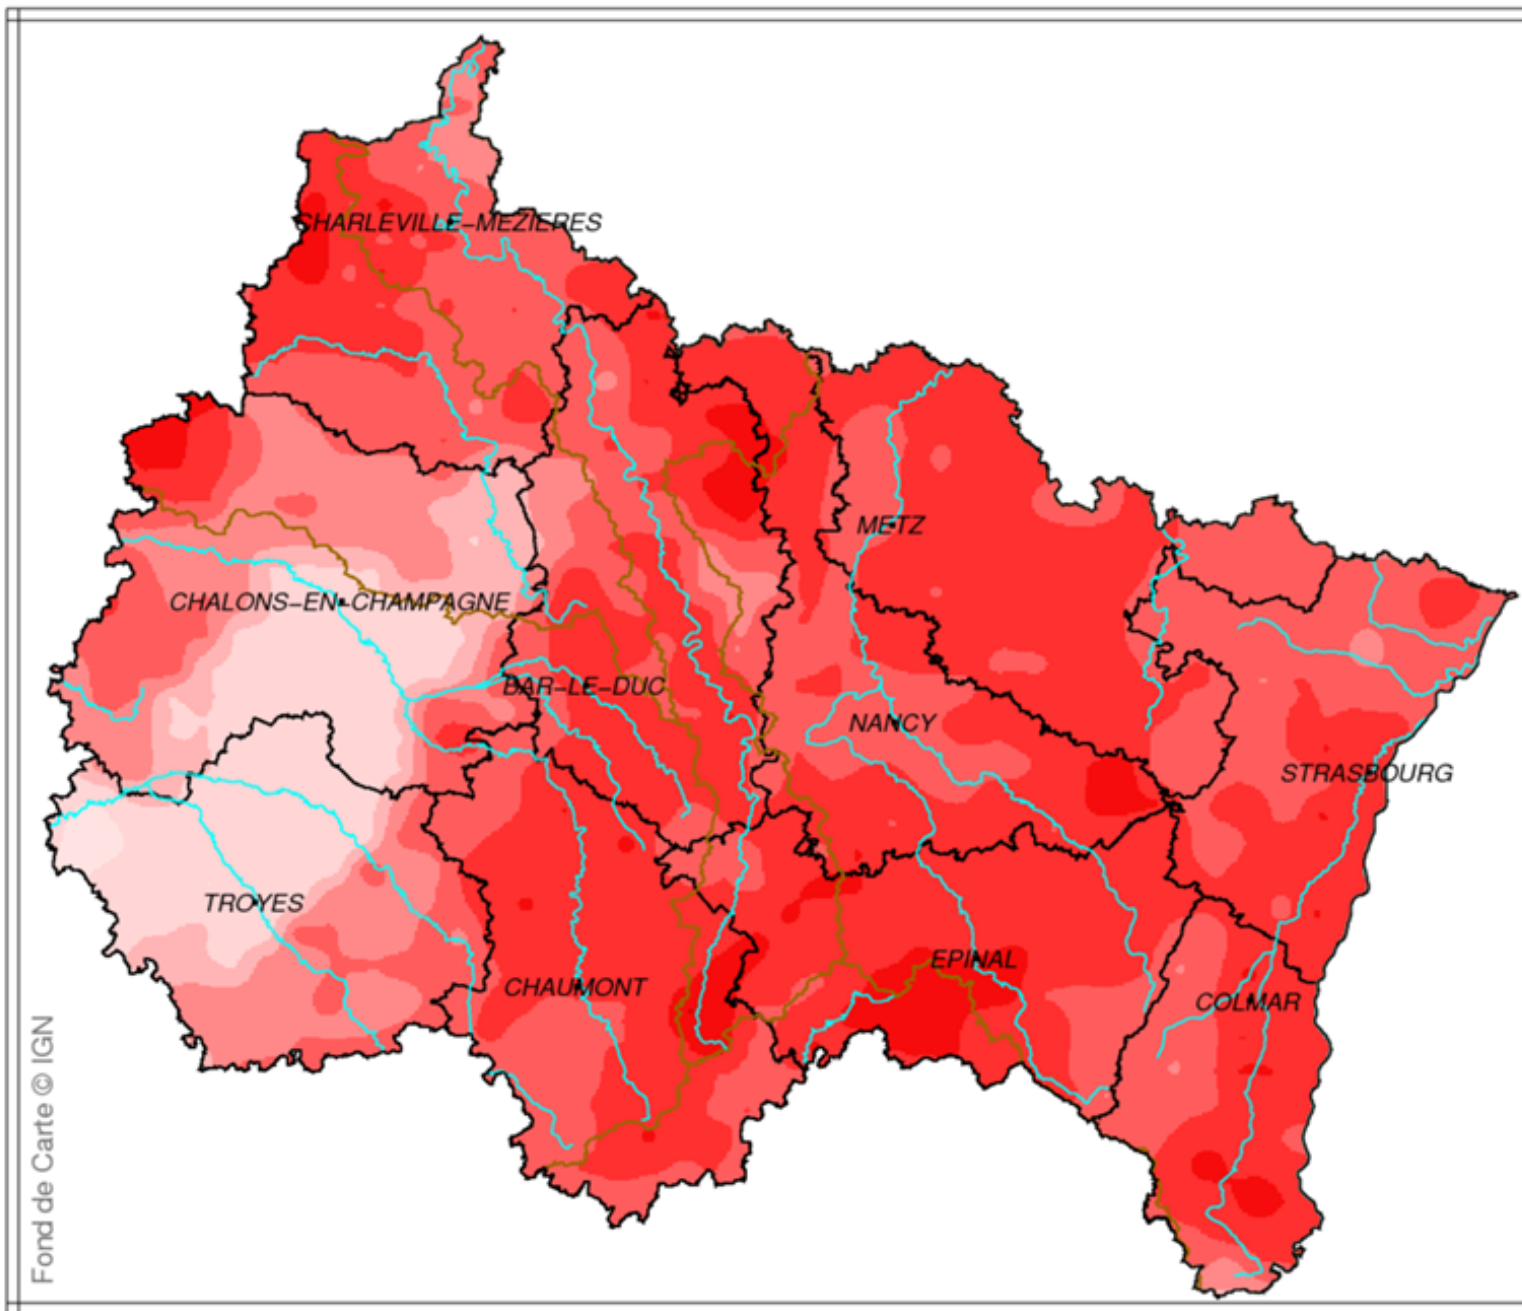 CHARLEVILLE-MEZIERES
METZ
CHALONS-EN-CHAMPAGNE
BAR-LE-DUC
NANCY
STRASBOURG
TROYES
EPINAL
CHAUMONT
COLMAR
Fond de Carte © IGN